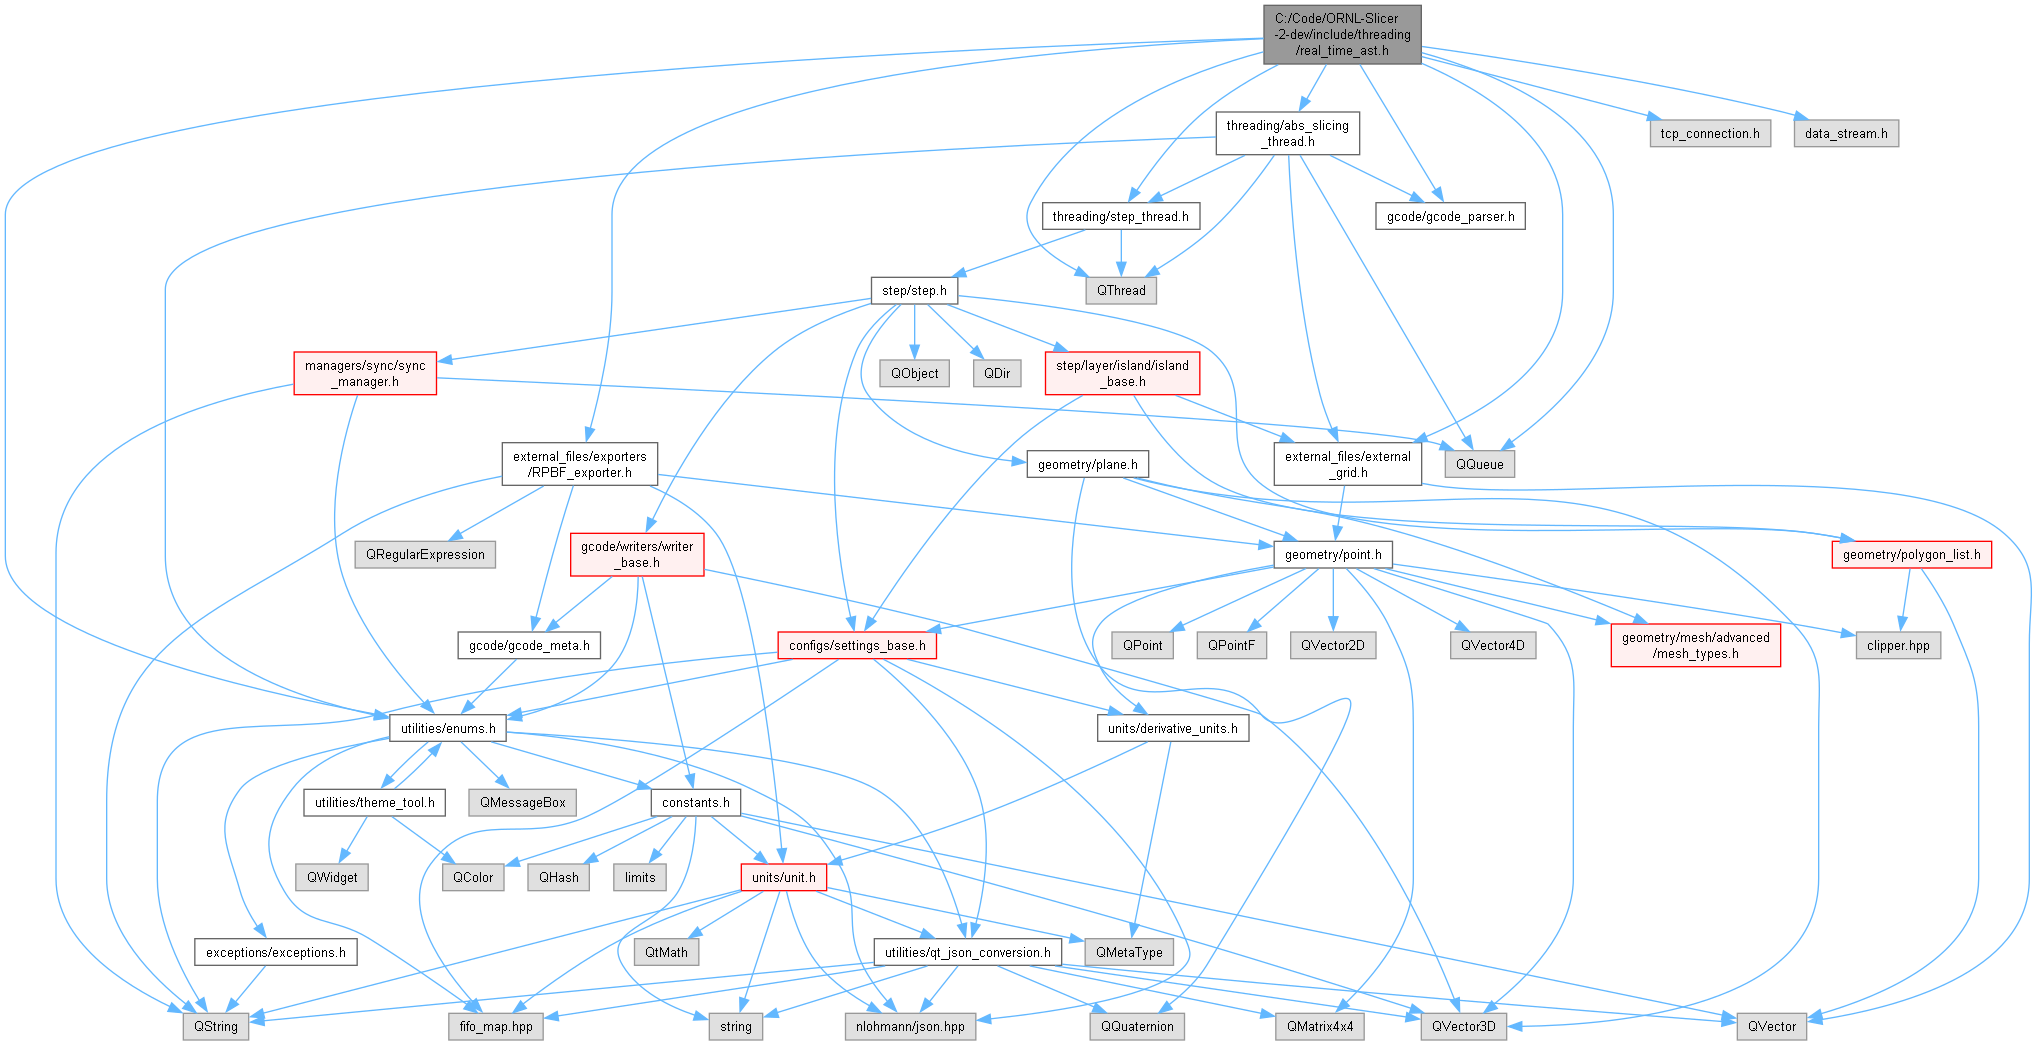 C:/Code/ORNL-Slicer
-2-dev/include/threading
/real_time_ast.h
threading/abs_slicing
_thread.h
tcp_connection.h
data_stream.h
threading/step_thread.h
gcode/gcode_parser.h
step/step.h
QThread
managers/sync/sync
_manager.h
QObject
QDir
step/layer/island/island
_base.h
external_files/exporters
/RPBF_exporter.h
geometry/plane.h
external_files/external
_grid.h
QQueue
QRegularExpression
gcode/writers/writer
_base.h
geometry/point.h
geometry/polygon_list.h
gcode/gcode_meta.h
configs/settings_base.h
QPoint
QPointF
QVector2D
QVector4D
geometry/mesh/advanced
/mesh_types.h
clipper.hpp
utilities/enums.h
units/derivative_units.h
utilities/theme_tool.h
QMessageBox
constants.h
QWidget
QColor
QHash
limits
units/unit.h
exceptions/exceptions.h
QtMath
utilities/qt_json_conversion.h
QMetaType
QString
fifo_map.hpp
string
nlohmann/json.hpp
QQuaternion
QMatrix4x4
QVector3D
QVector